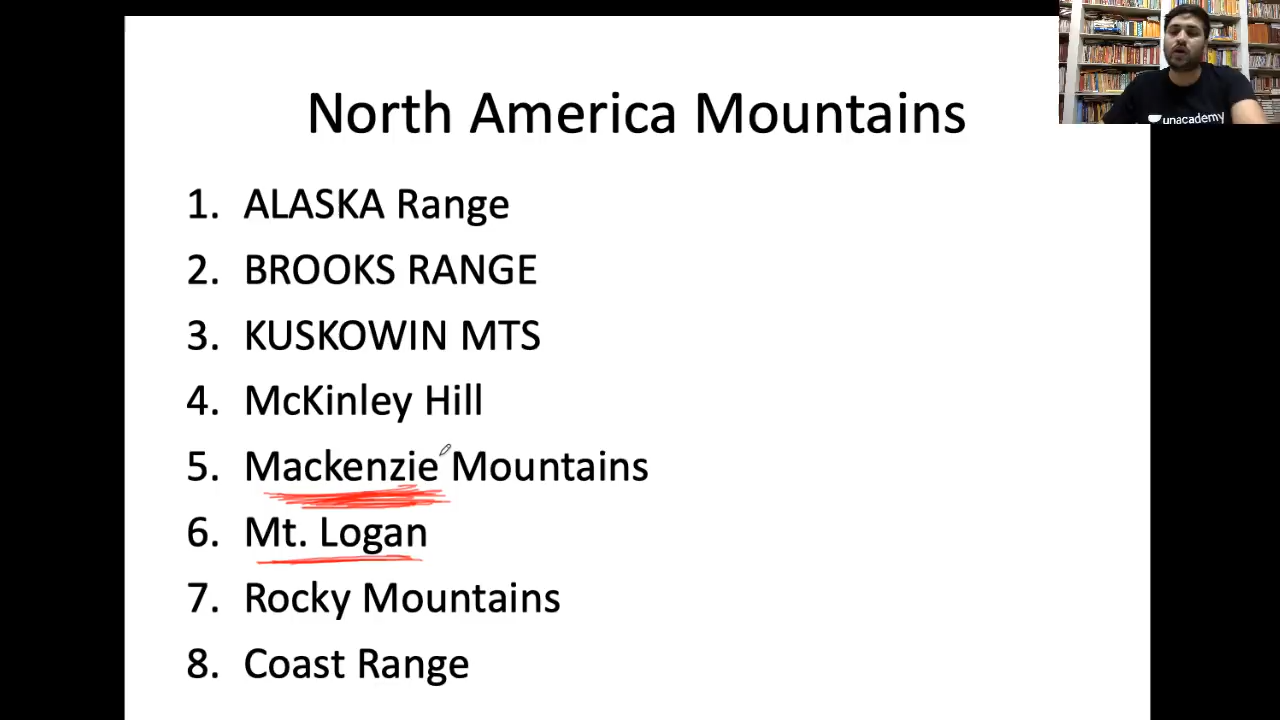 North America Mountains
1. ALASKA Range
2. BROOKS RANGE
3. KUSKOWIN MTS
4. McKinley Hill
5. Mackenzie Mountains
6. Mt. Logan
7. Rocky Mountains
8. Coast Range
unacademy